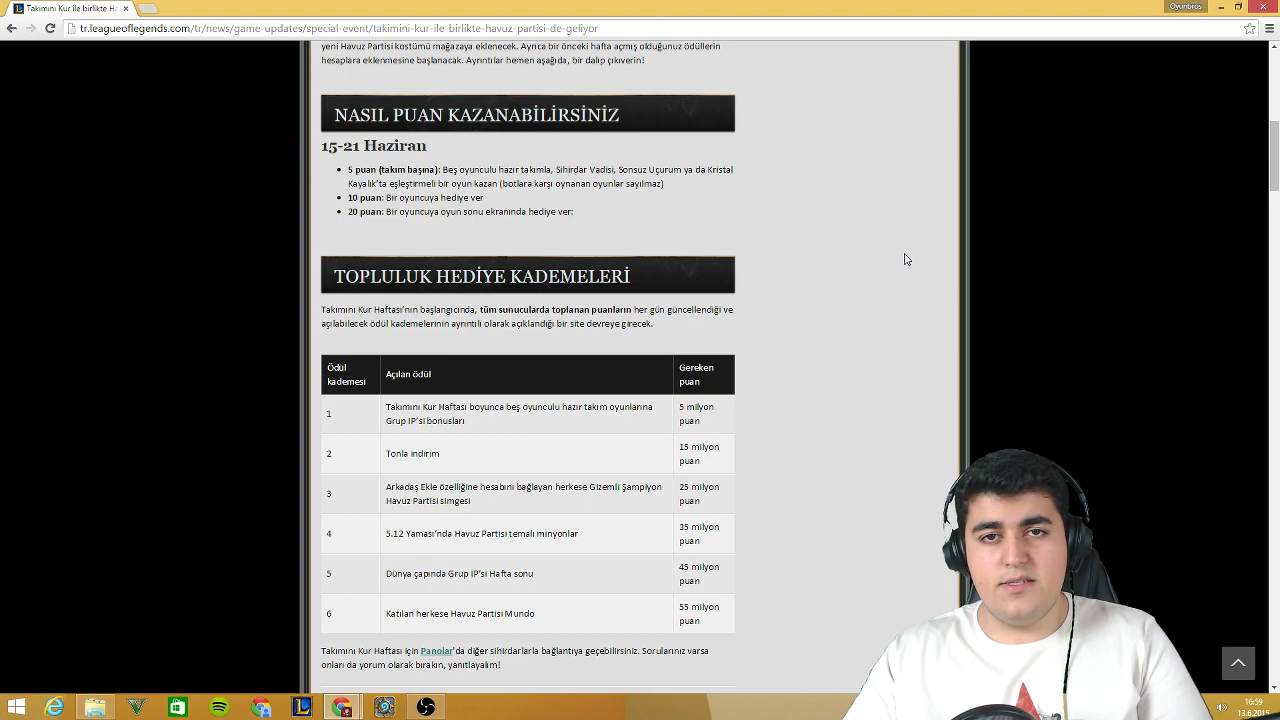 Takımını Kur ile birlikte Ha
Oyunbros
tr.leagueoflegends.com/tr/news/game-updates/special-event/takimini-kur-ile-birlikte-havuz-partisi-de-geliyor
yeni Havuz Partisi kostümü mağazaya eklenecek. Ayrıca bir önceki hafta açmış olduğunuz ödüllerin
hesaplara eklenmesine başlanacak. Ayrıntılar hemen aşağıda, bir dalıp çıkıverin!
NASIL PUAN KAZANABİLİRSİNİZ
15-21 Haziran
• 5 puan (takım başına): Beş oyunculu hazır takımla, Sihirdar Vadisi, Sonsuz Uçurum ya da Kristal
Kayalık'ta eşleştirmeli bir oyun kazan (botlara karşı oynanan oyunlar sayılmaz)
• 10 puan: Bir oyuncuya hediye ver
• 20 puan: Bir oyuncuya oyun sonu ekranında hediye ver:
TOPLULUK HEDİYE KADEMELERİ
Takımını Kur Haftası'nın başlangıcında, tüm sunucularda toplanan puanların her gün güncellendiği ve
açılabilecek ödül kademelerinin ayrıntılı olarak açıklandığı bir site devreye girecek.
Ödül
kademesi
Açılan ödül
Gereken
puan
1
Takımını Kur Haftası boyunca beş oyunculu hazır takım oyunlarına
Grup IP'si bonusları
5 milyon
puan
2
Tonla indirim
15 milyon
puan
3
Arkadaş Ekle özelliğine hesabını bağlayan herkese Gizemli Şampiyon
Havuz Partisi simgesi
25 milyon
puan
4
5.12 Yaması'nda Havuz Partisi temalı minyonlar
35 milyon
puan
5
Dünya çapında Grup IP'si Hafta sonu
45 milyon
puan
6
Katılan herkese Havuz Partisi Mundo
55 milyon
puan
Takımını Kur Haftası için Panolar'da diğer sihirdarlarla bağlantıya geçebilirsiniz. Sorularınız varsa
onları da yorum olarak bırakın, yanıtlayalım!
16:59
13.6.2015